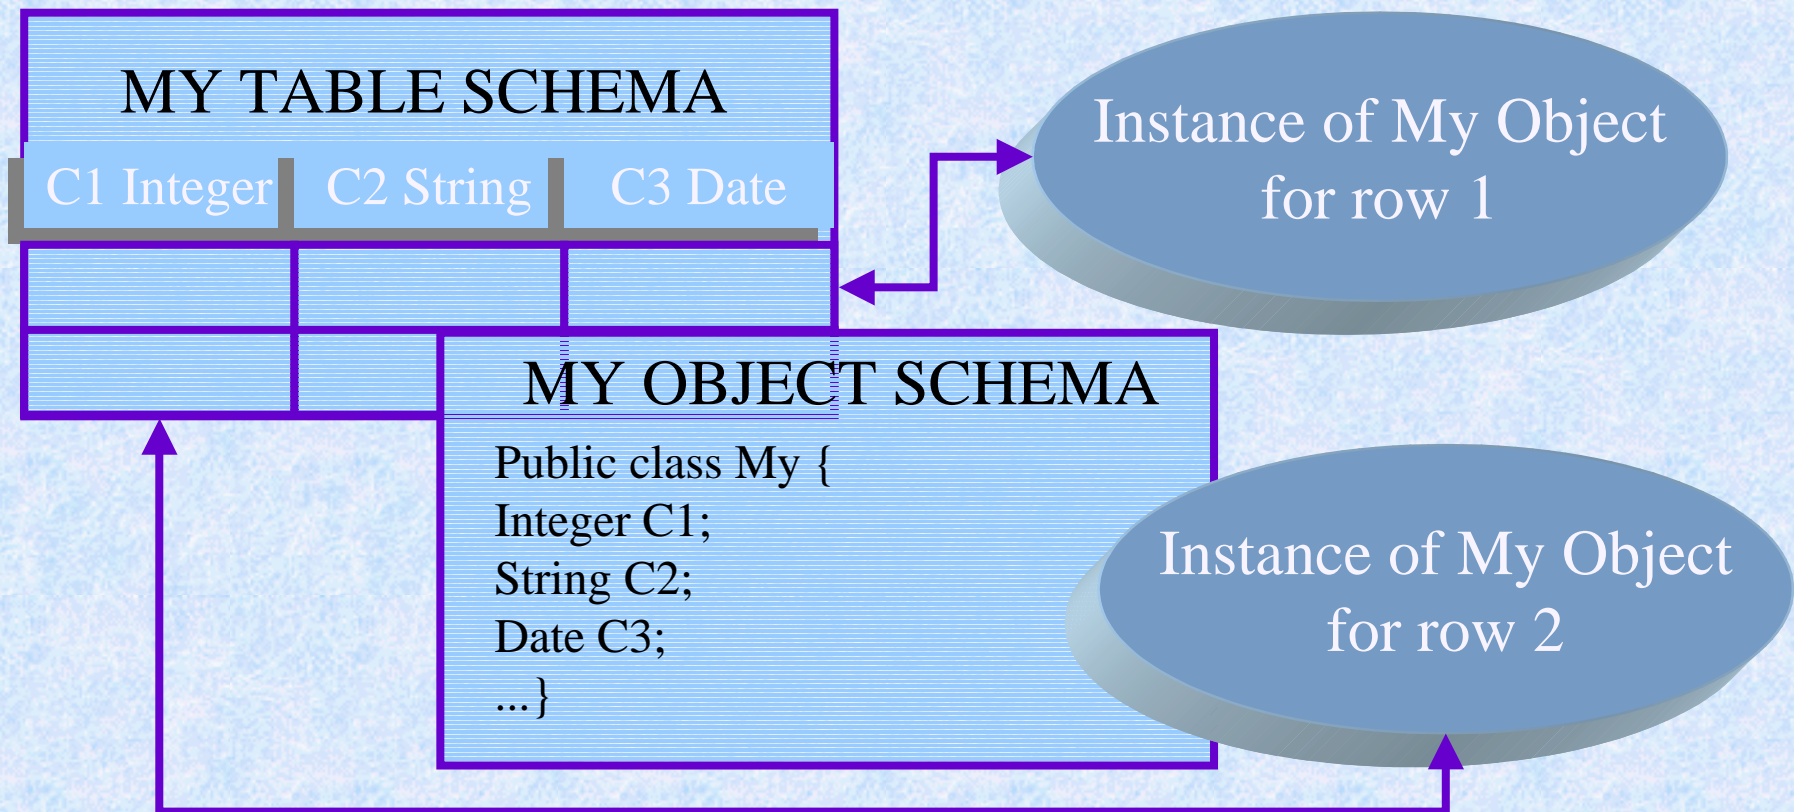 MY TABLE SCHEMA
C1 Integer C2 String C3 Date
Instance of My Object
for row 1
MY OBJECT SCHEMA
Public class My {
Integer C1;
String C2;
Date C3;
...}
Instance of My Object
for row 2